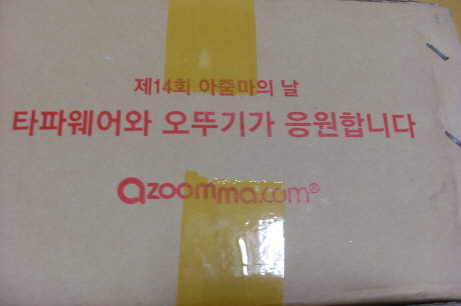 제14회 아줌마의 날
타파웨어와 오뚜기가 응원합니다
azoomma.com®